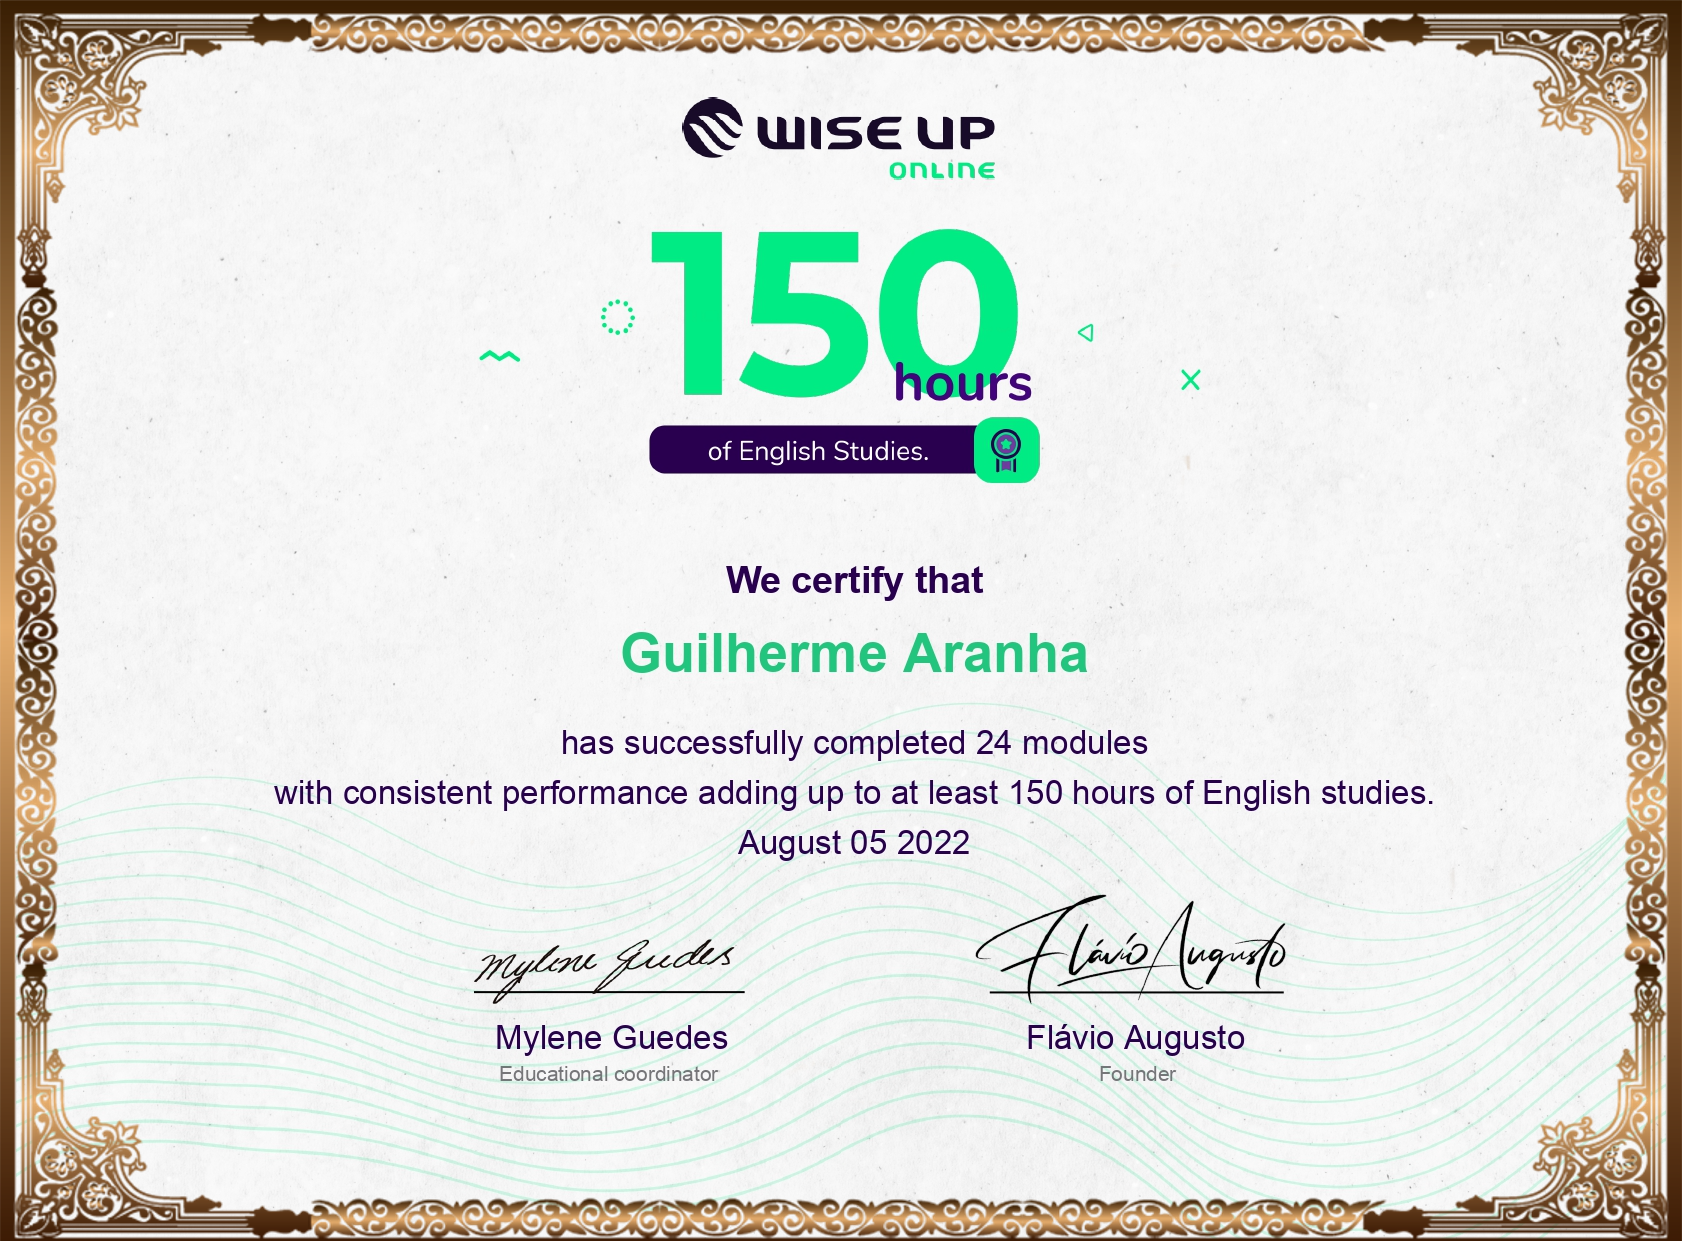 WISE UP
ONLINE
150
hours
of English Studies.
We certify that
Guilherme Aranha
has successfully completed 24 modules
with consistent performance adding up to at least 150 hours of English studies.
August 05 2022
Mylene Guedes
Flávio Augusto
Mylene Guedes
Flávio Augusto
Educational coordinator
Founder